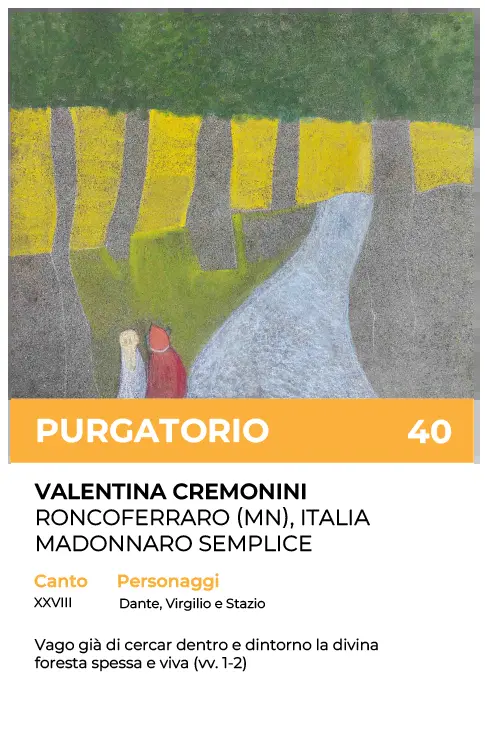 PURGATORIO 40
VALENTINA CREMONINI
RONCOFERRARO (MN), ITALIA
MADONNARO SEMPLICE
Canto Personaggi
XXVIII Dante, Virgilio e Stazio
Vago già di cercar dentro e dintorno la divina
foresta spessa e viva (vv. 1-2)